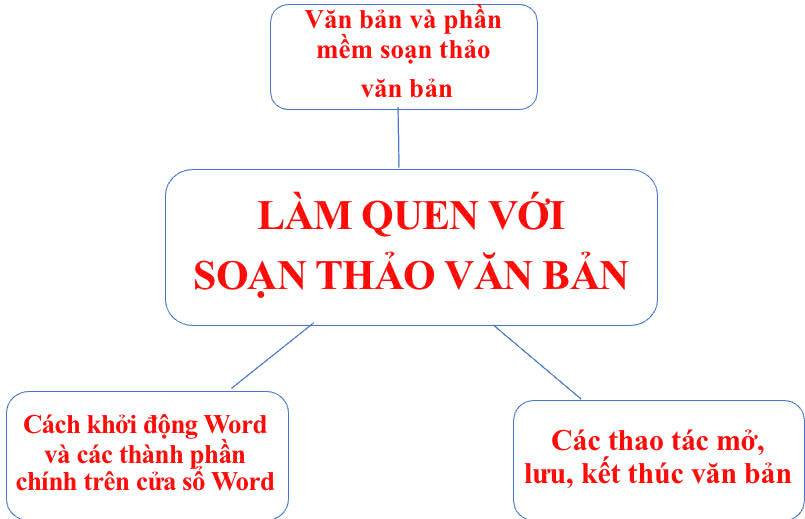 Văn bản và phần
mềm soạn thảo
văn bản
LÀM QUEN VỚI
SOẠN THẢO VĂN BẢN
Cách khởi động Word
và các thành phần
chính trên cửa sổ Word
Các thao tác mở,
lưu, kết thúc văn bản